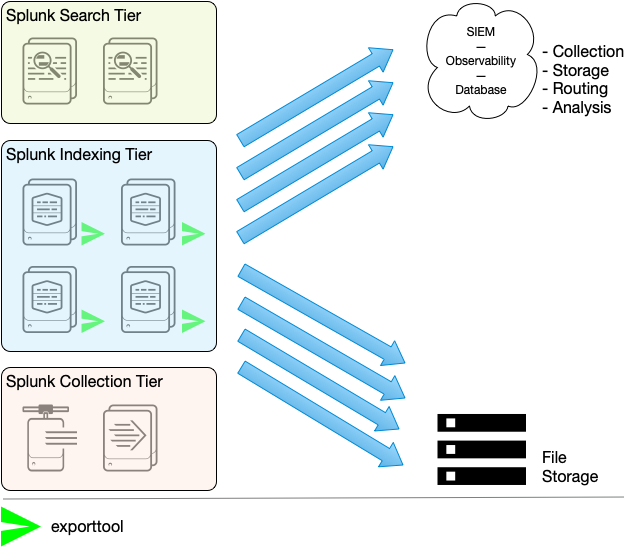 Splunk Search Tier
SIEM
—
Observability
—
Database
- Collection
- Storage
- Routing
- Analysis
Splunk Indexing Tier
Splunk Collection Tier
File
Storage
exporttool